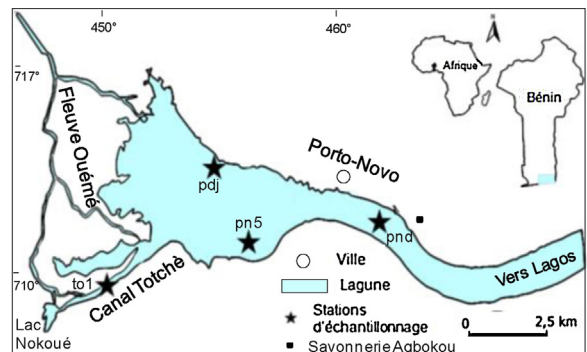 450°
460°
717°
710°
Afrique
Bénin
Fleuve Ouémé
Porto-Novo
pdj
pn5
pnd
to1
Canal Totchè
Lac
Nokoué
Vers Lagos
Ville
Lagune
Stations
d'échantillonnage
Savonnerie Agbokou
0 2,5 km